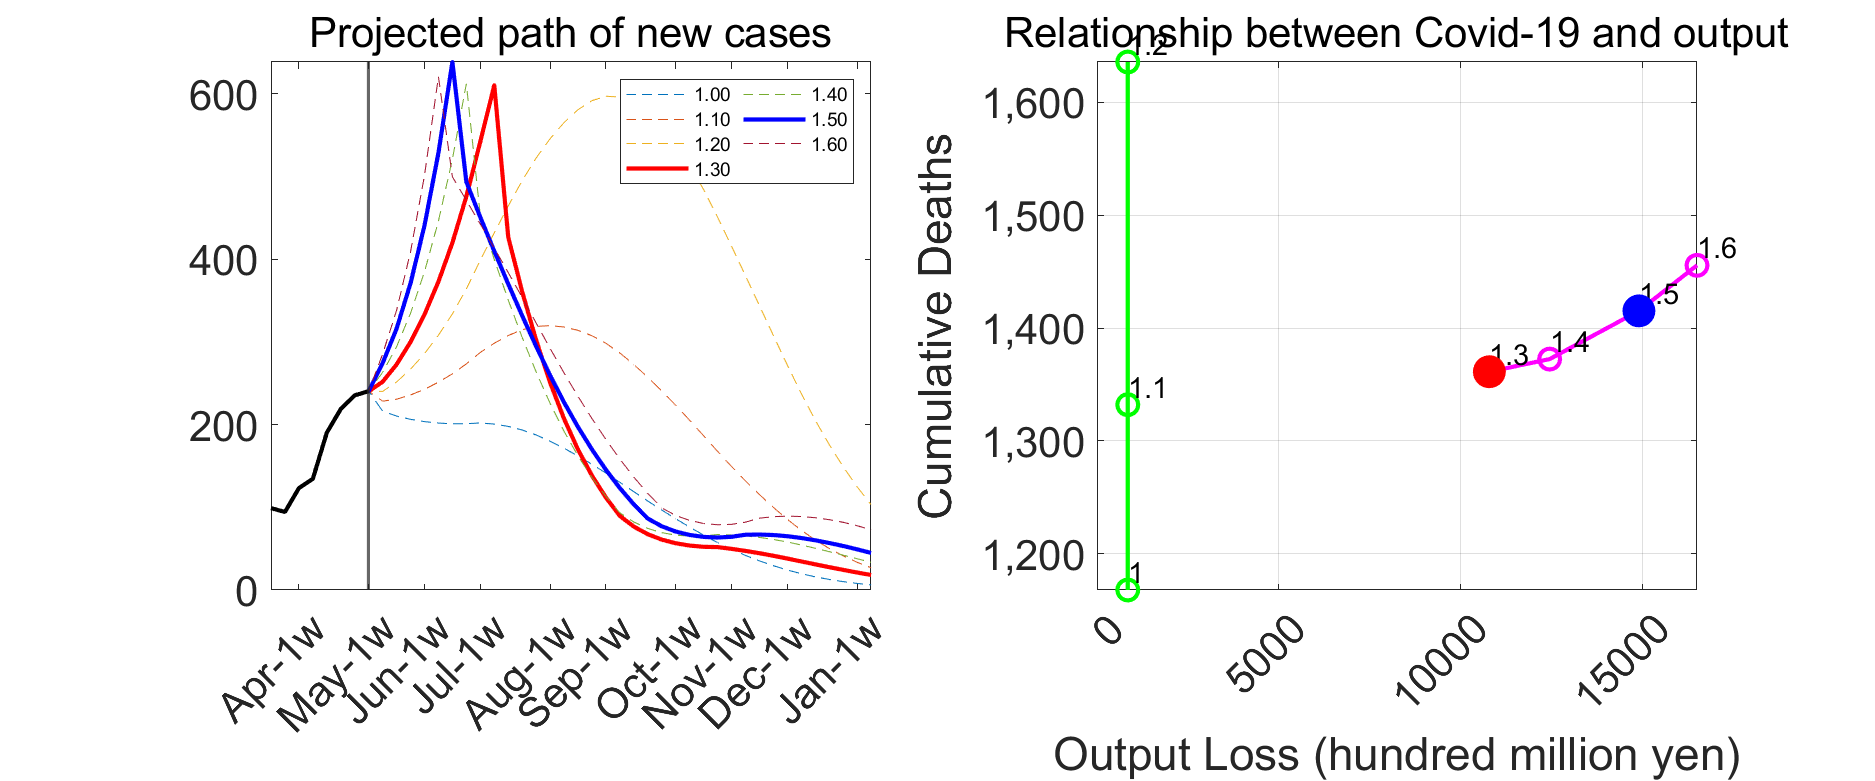 Projected path of new cases
600
400
200
0
Apr-1w
May-1w
Jun-1w
Jul-1w
Aug-1w
Sep-1w
Oct-1w
Nov-1w
Dec-1w
Jan-1w
1.00
1.10
1.20
1.30
1.40
1.50
1.60
Relationship between Covid-19 and output
Cumulative Deaths
1,600
1,500
1,400
1,300
1,200
1.2
1.1
1
1.3
1.4
1.5
1.6
0
5000
10000
15000
Output Loss (hundred million yen)